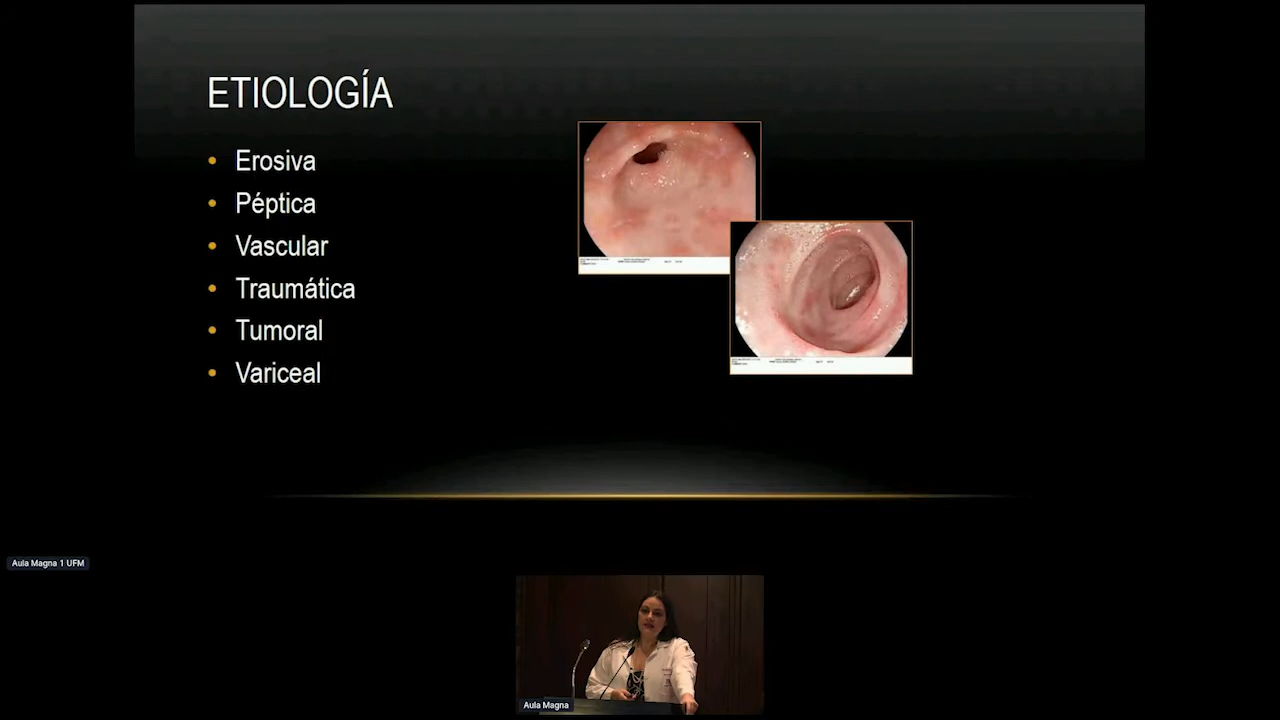 ETIOLOGÍA
Erosiva
Péptica
Vascular
Traumática
Tumoral
Variceal
Aula Magna 1 UFM
Aula Magna